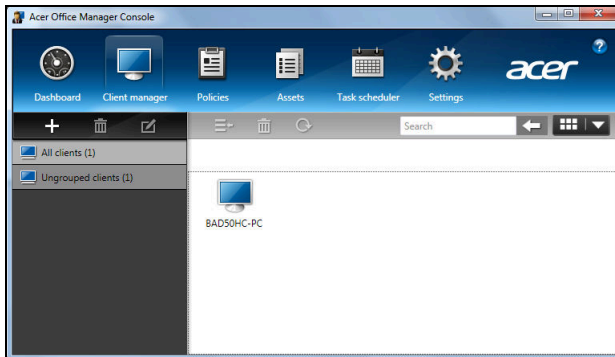 Acer Office Manager Console
?
acer
Dashboard Client manager Policies Assets Task scheduler Settings
Search
All clients (1)
Ungrouped clients (1)
BAD50HC-PC